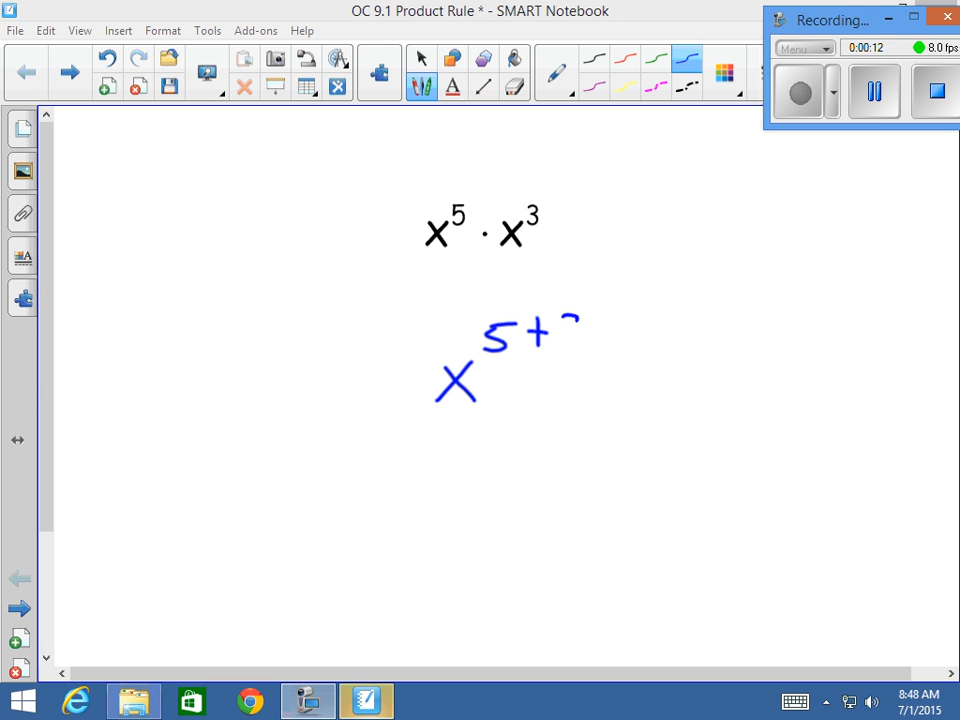 OC 9.1 Product Rule * - SMART Notebook
File Edit View Insert Format Tools Add-ons Help
Recording...
Menu 0:00:12 8.0 fps
x⁵ · x³
x⁵⁺
8:48 AM
7/1/2015